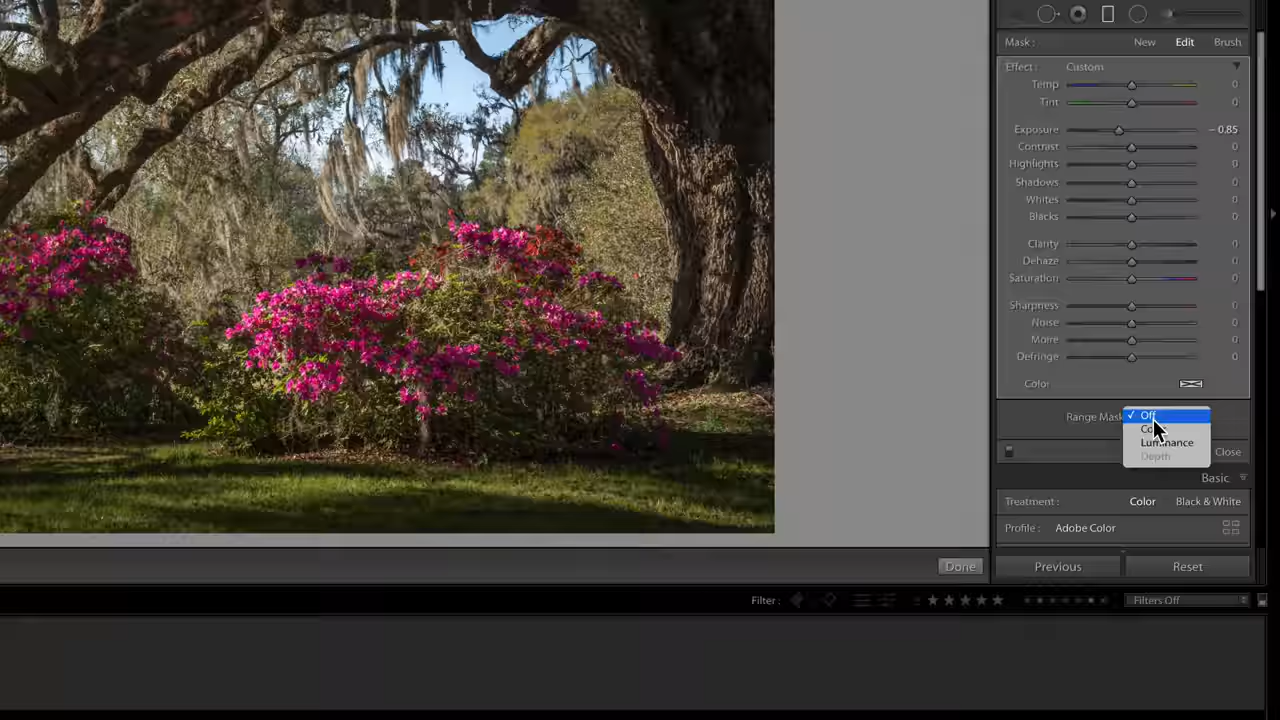 Mask : New Edit Brush
Effect : Custom
Temp 0
Tint 0
Exposure – 0.85
Contrast 0
Highlights 0
Shadows 0
Whites 0
Blacks 0
Clarity 0
Dehaze 0
Saturation 0
Sharpness 0
Noise 0
Moire 0
Defringe 0
Color
Range Mask ✓ Off
Luminance
Depth
Close
Basic
Treatment : Color Black & White
Profile : Adobe Color
Done Previous Reset
Filter : Filters Off